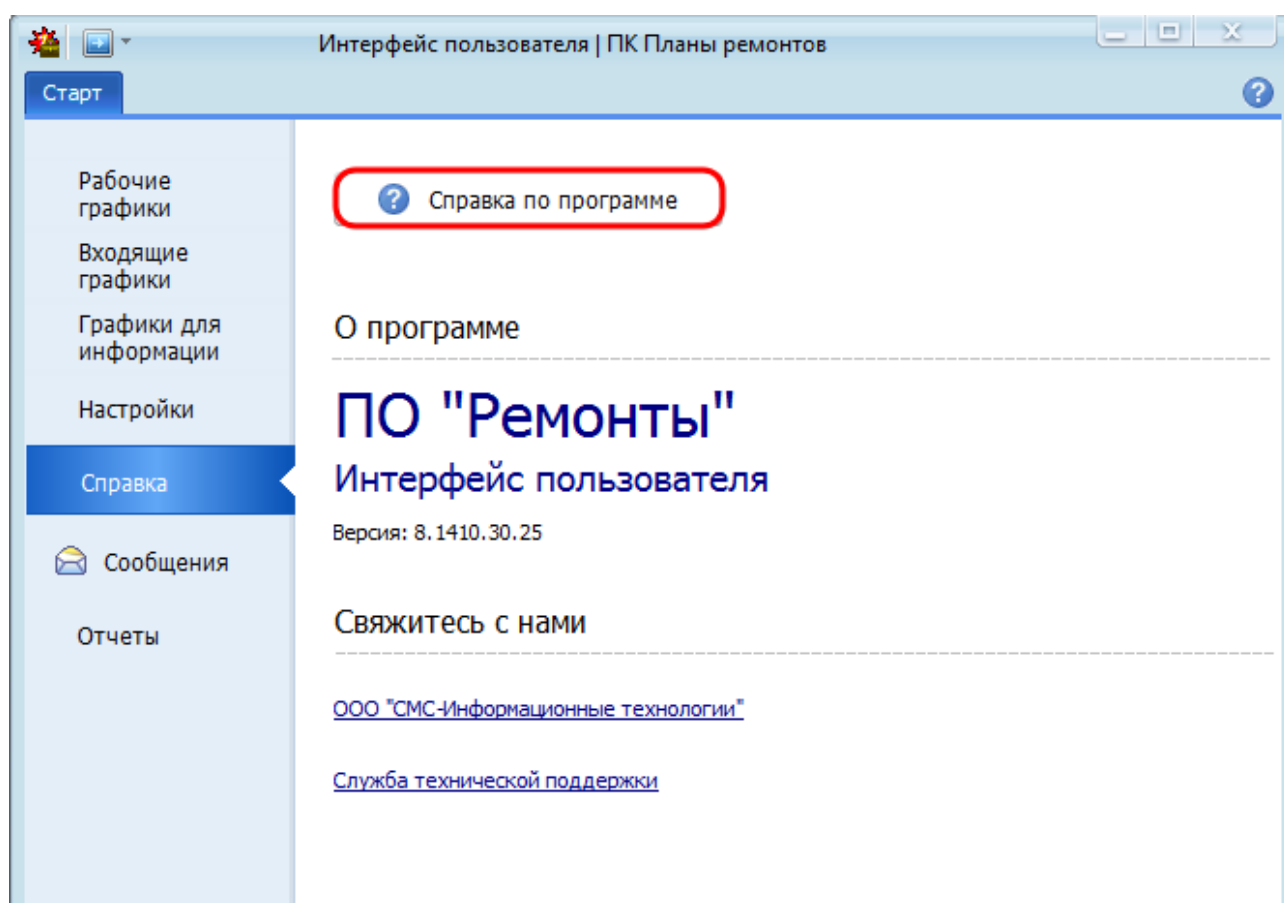 Интерфейс пользователя | ПК Планы ремонтов
Старт
Рабочие
графики
Входящие
графики
Графики для
информации
Настройки
Справка
Сообщения
Отчеты
Справка по программе
О программе
ПО "Ремонты"
Интерфейс пользователя
Версия: 8.1410.30.25
Свяжитесь с нами
ООО "СМС-Информационные технологии"
Служба технической поддержки